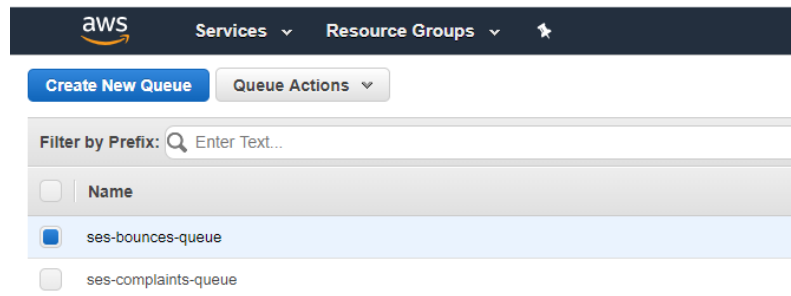 aws Services Resource Groups
Create New Queue Queue Actions
Filter by Prefix: Enter Text...
Name
ses-bounces-queue
ses-complaints-queue